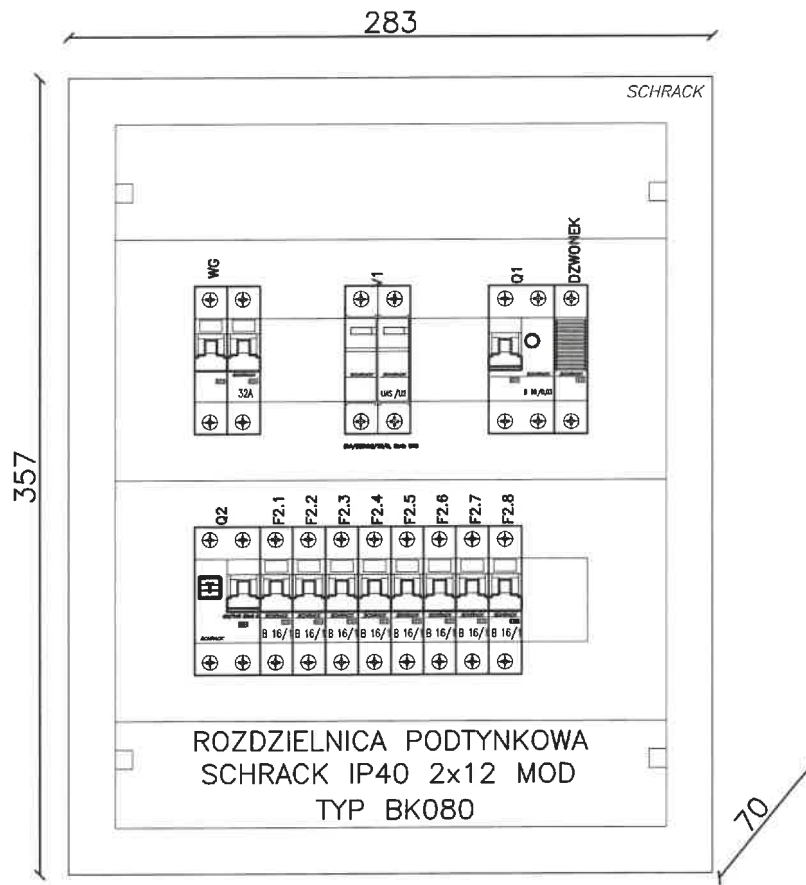 283
SCHRACK
WG
V1
Q1
DZWONEK
32A
357
Q2
F2.1
F2.2
F2.3
F2.4
F2.5
F2.6
F2.7
F2.8
SCHRACK
B 16/1 B 16/1 B 16/1 B 16/1 B 16/1 B 16/1 B 16/1 B 16/1
ROZDZIELNICA PODTYNKOWA
SCHRACK IP40 2x12 MOD
TYP BK080
70